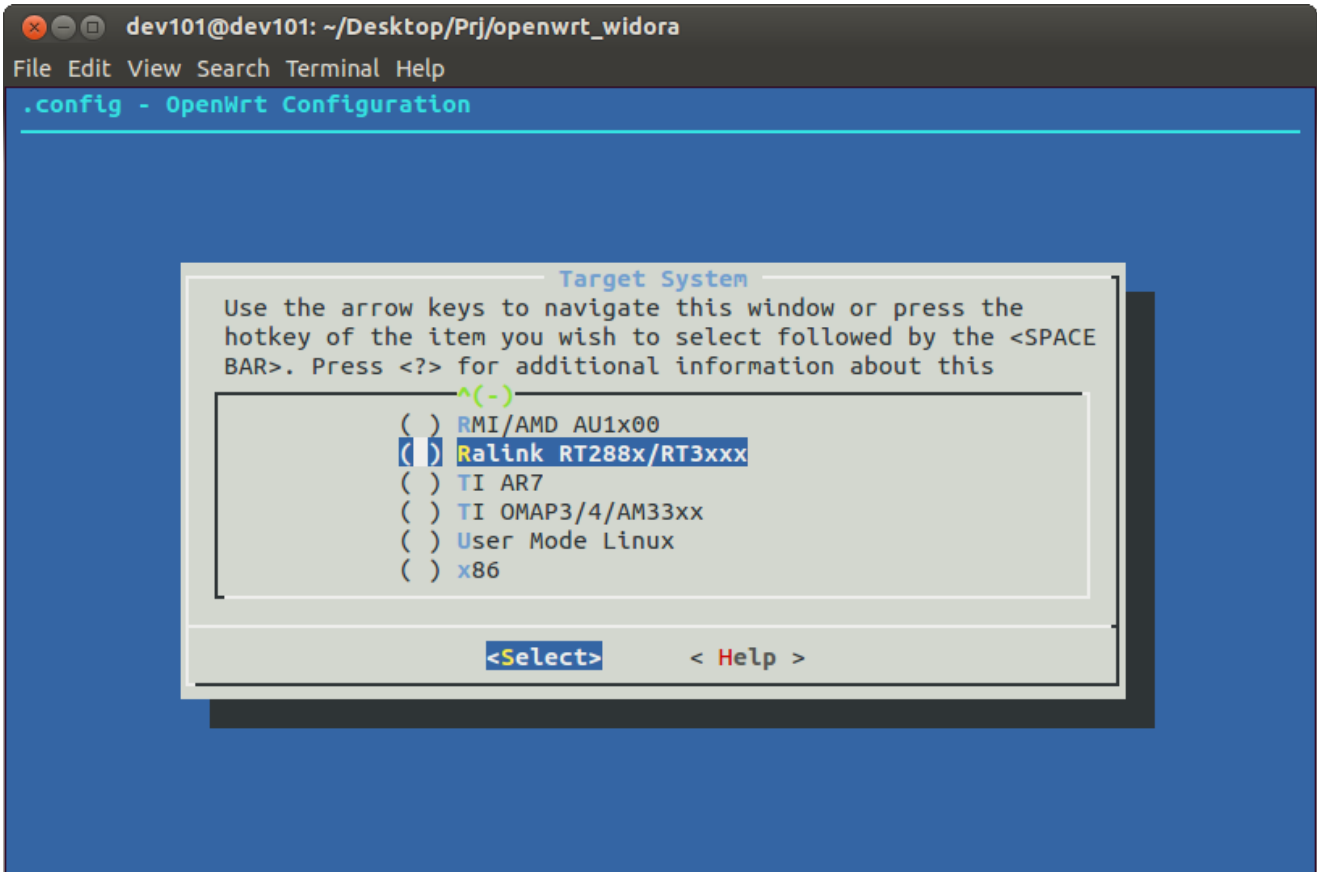 dev101@dev101: ~/Desktop/Prj/openwrt_widora
File Edit View Search Terminal Help
.config - OpenWrt Configuration
Target System
Use the arrow keys to navigate this window or press the
hotkey of the item you wish to select followed by the <SPACE
BAR>. Press <?> for additional information about this
^(-)
( ) RMI/AMD AU1x00
( ) Ralink RT288x/RT3xxx
( ) TI AR7
( ) TI OMAP3/4/AM33xx
( ) User Mode Linux
( ) x86
<Select> < Help >